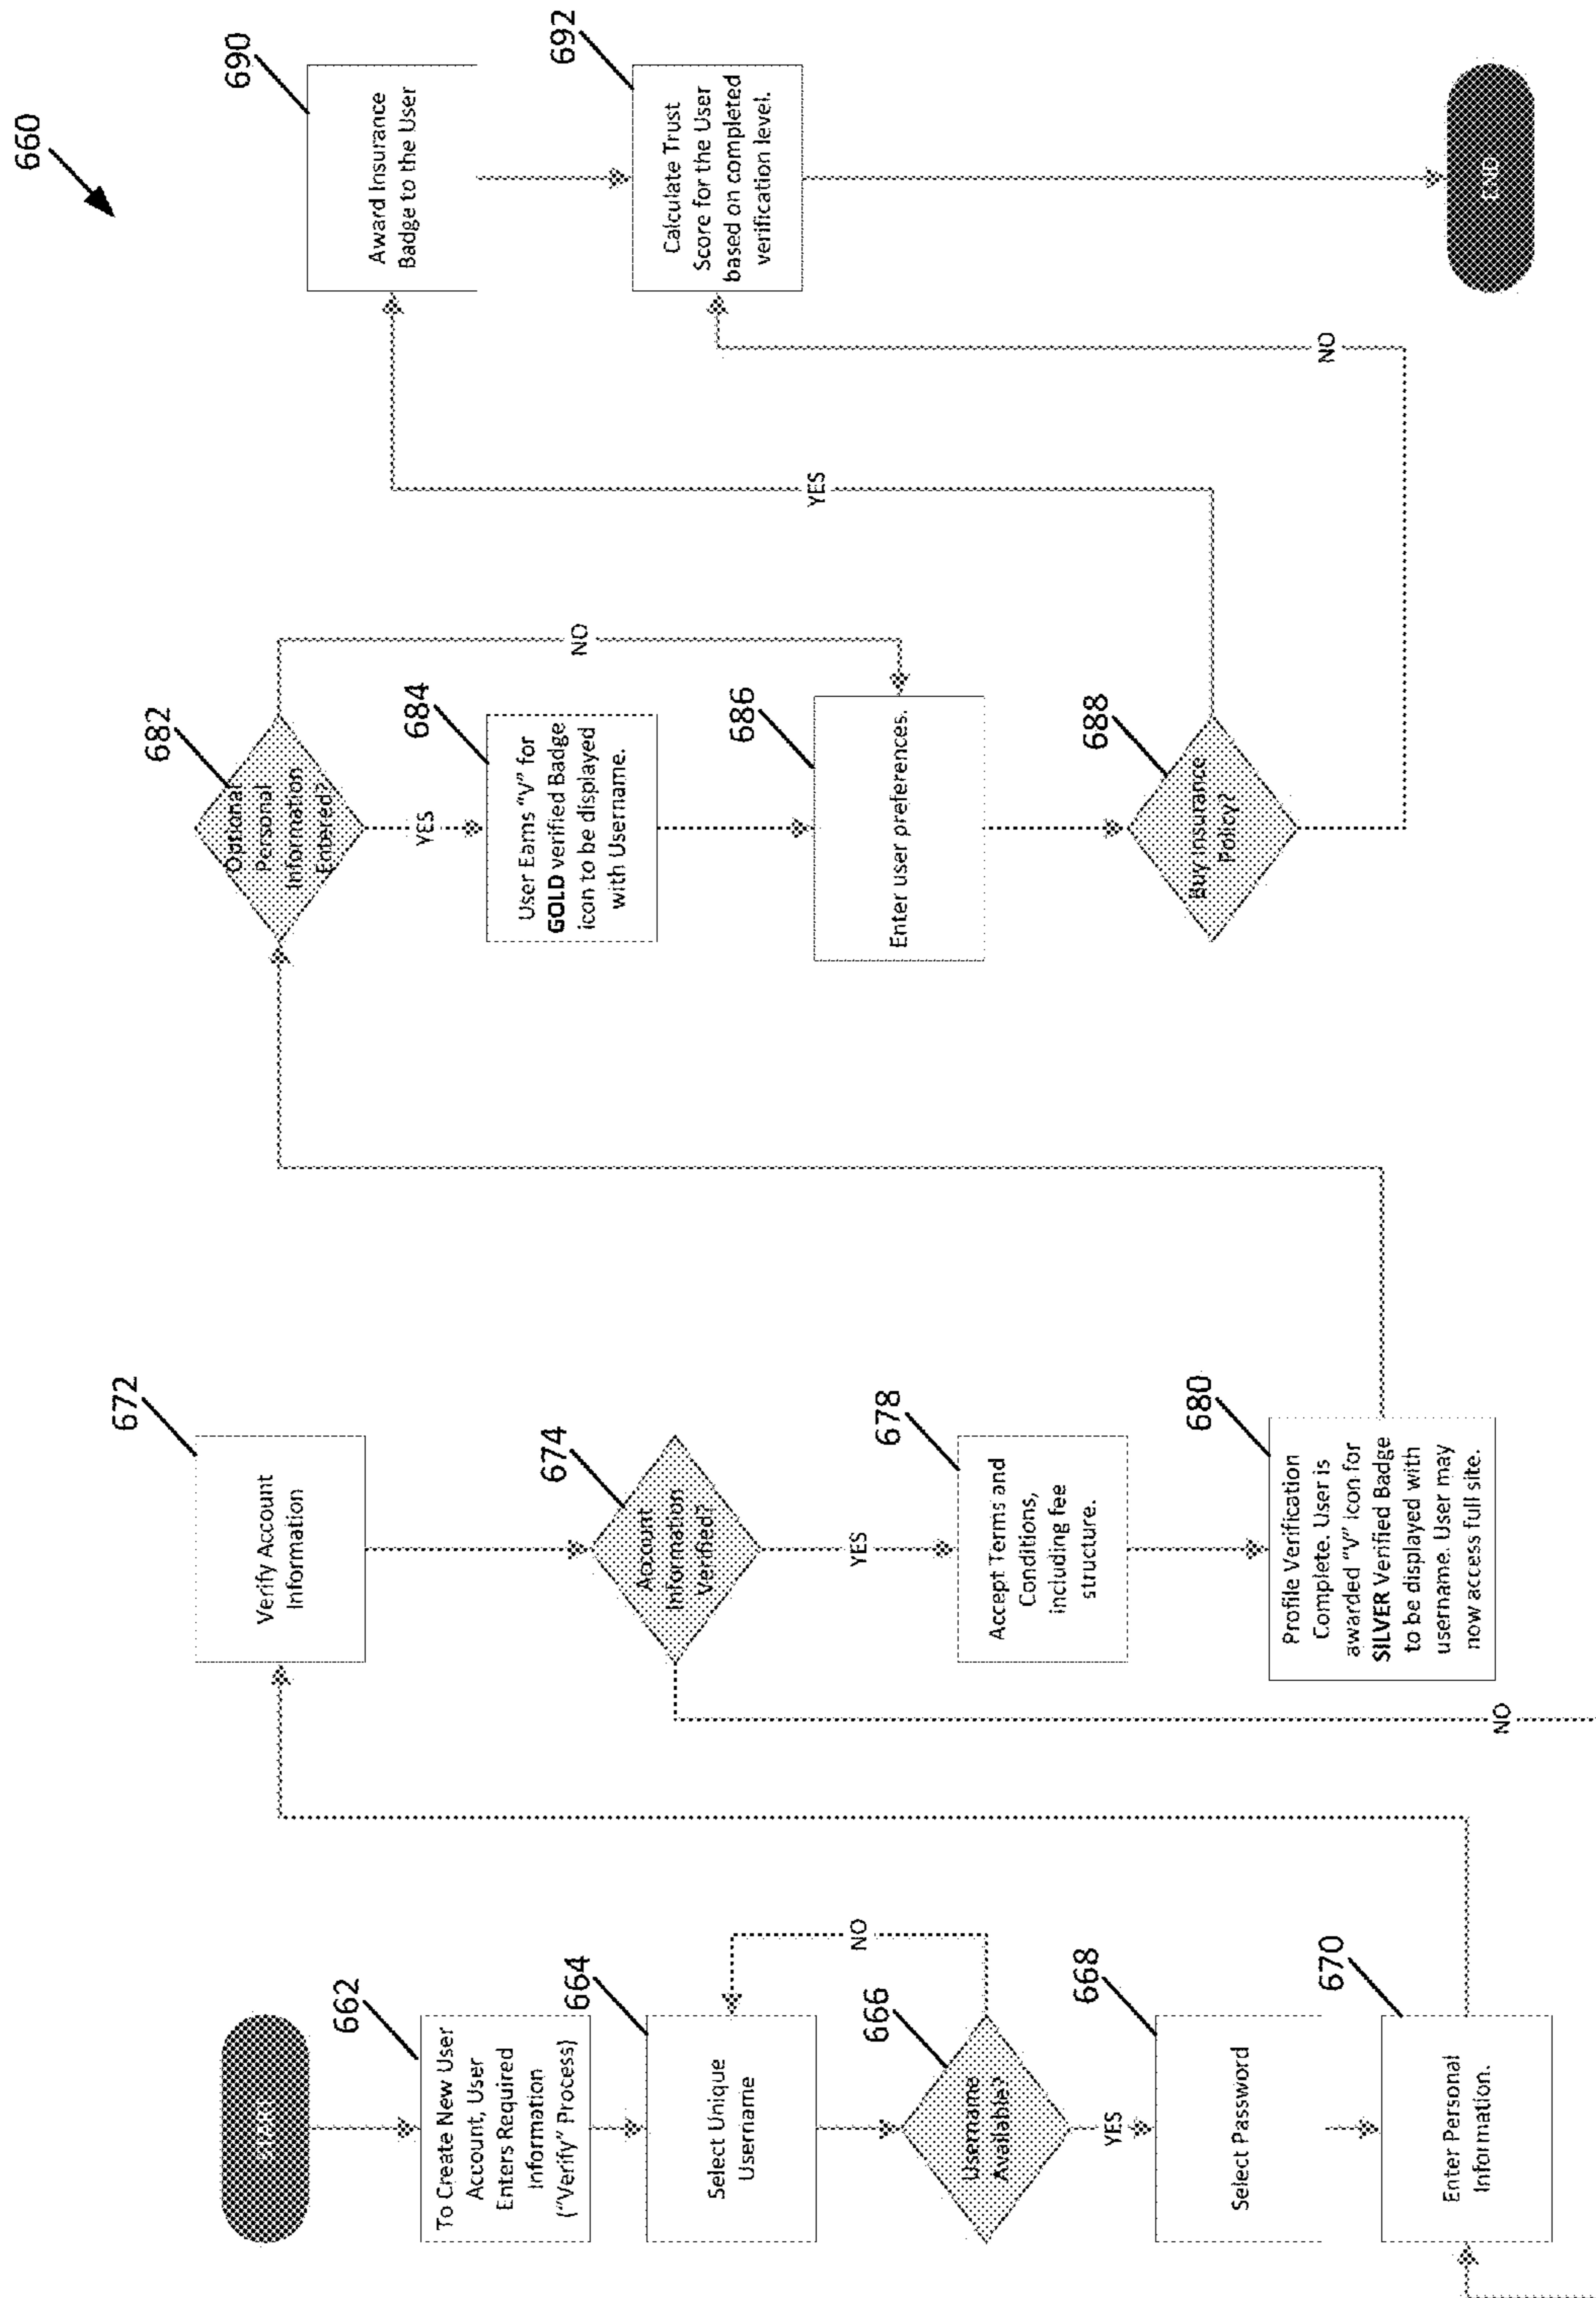 660
START
662
To Create New User
Account, User
Enters Required
Information
("Verify" Process)
664
Select Unique
Username
666
Username
Available?
NO
YES
668
Select Password
670
Enter Personal
Information.
672
Verify Account
Information
674
Account
Information
Verified?
NO
YES
678
Accept Terms and
Conditions,
including fee
structure.
680
Profile Verification
Complete. User is
awarded "V" icon for
SILVER Verified Badge
to be displayed with
username. User may
now access full site.
682
Optional
Personal
Information
Entered?
NO
YES
684
User Earns "V" for
GOLD verified Badge
icon to be displayed
with Username.
686
Enter user preferences.
688
Buy Insurance
Policy?
YES
NO
690
Award Insurance
Badge to the User
692
Calculate Trust
Score for the User
based on completed
verification level.
END